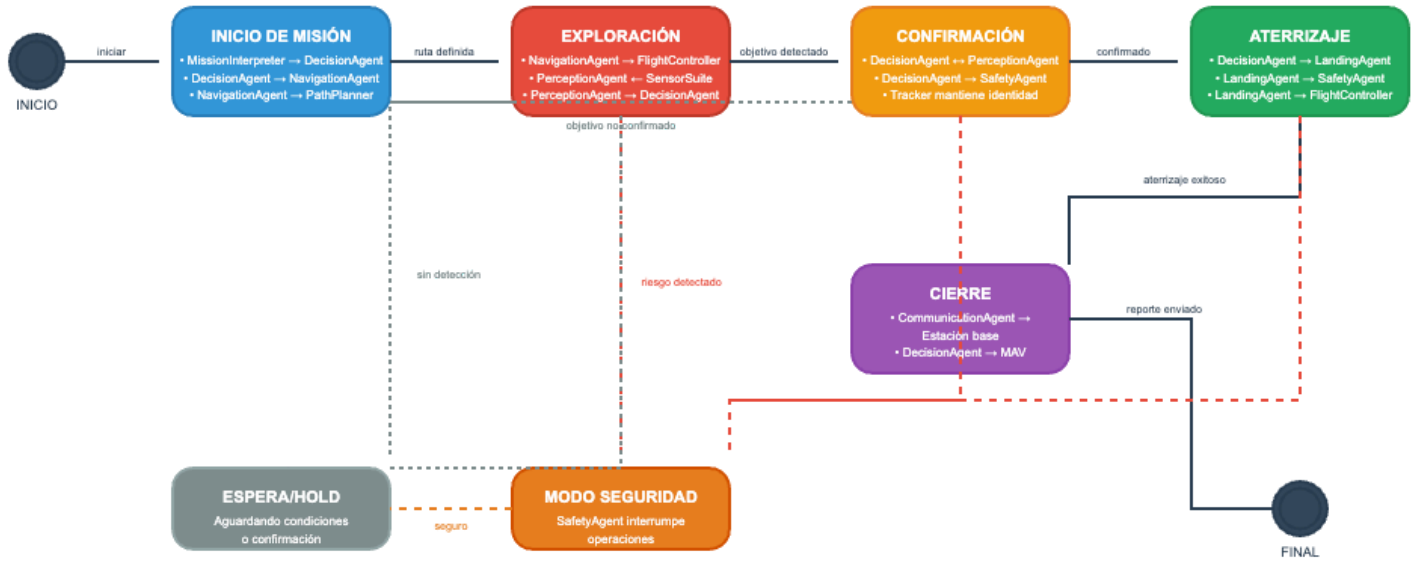 INICIO
iniciar
INICIO DE MISIÓN
• MissionInterpreter → DecisionAgent
• DecisionAgent → NavigationAgent
• NavigationAgent → PathPlanner
ruta definida
EXPLORACIÓN
• NavigationAgent → FlightController
• PerceptionAgent ← SensorSuite
• PerceptionAgent → DecisionAgent
objetivo detectado
CONFIRMACIÓN
• DecisionAgent ↔ PerceptionAgent
• DecisionAgent → SafetyAgent
• Tracker mantiene identidad
confirmado
ATERRIZAJE
• DecisionAgent → LandingAgent
• LandingAgent → SafetyAgent
• LandingAgent → FlightController
objetivo no confirmado
aterrizaje exitoso
sin detección
riesgo detectado
CIERRE
• CommunicationAgent →
Estación base
• DecisionAgent → MAV
reporte enviado
ESPERA/HOLD
Aguardando condiciones
o confirmación
seguro
MODO SEGURIDAD
SafetyAgent interrumpe
operaciones
FINAL